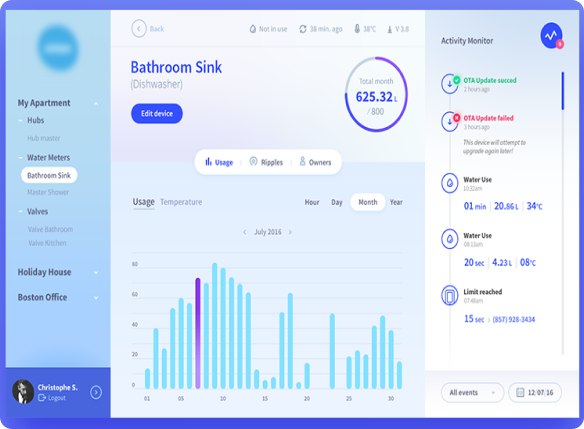 Back
Not in use
38 min. ago
38°C
V 3.8
My Apartment
Hubs
Hub master
Water Meters
Bathroom Sink
Master Shower
Valves
Valve Bathroom
Valve Kitchen
Holiday House
Boston Office
Christophe S.
Logout
Bathroom Sink
(Dishwasher)
Edit device
Total month
625.32 L
/ 800
Usage
Ripples
Owners
Usage Temperature
Hour Day Month Year
< July 2016 >
80
60
40
20
0
01 05 10 15 20 25 30
Activity Monitor
OTA Update succed
2 hours ago
OTA Update failed
3 hours ago
This device will attempt to
upgrade again later!
Water Use
10:32am
01 min 20.86 L 34°C
Water Use
08:13am
20 sec 4.23 L 08°C
Limit reached
07:48am
15 sec > (857) 928-3434
All events
12/07/16